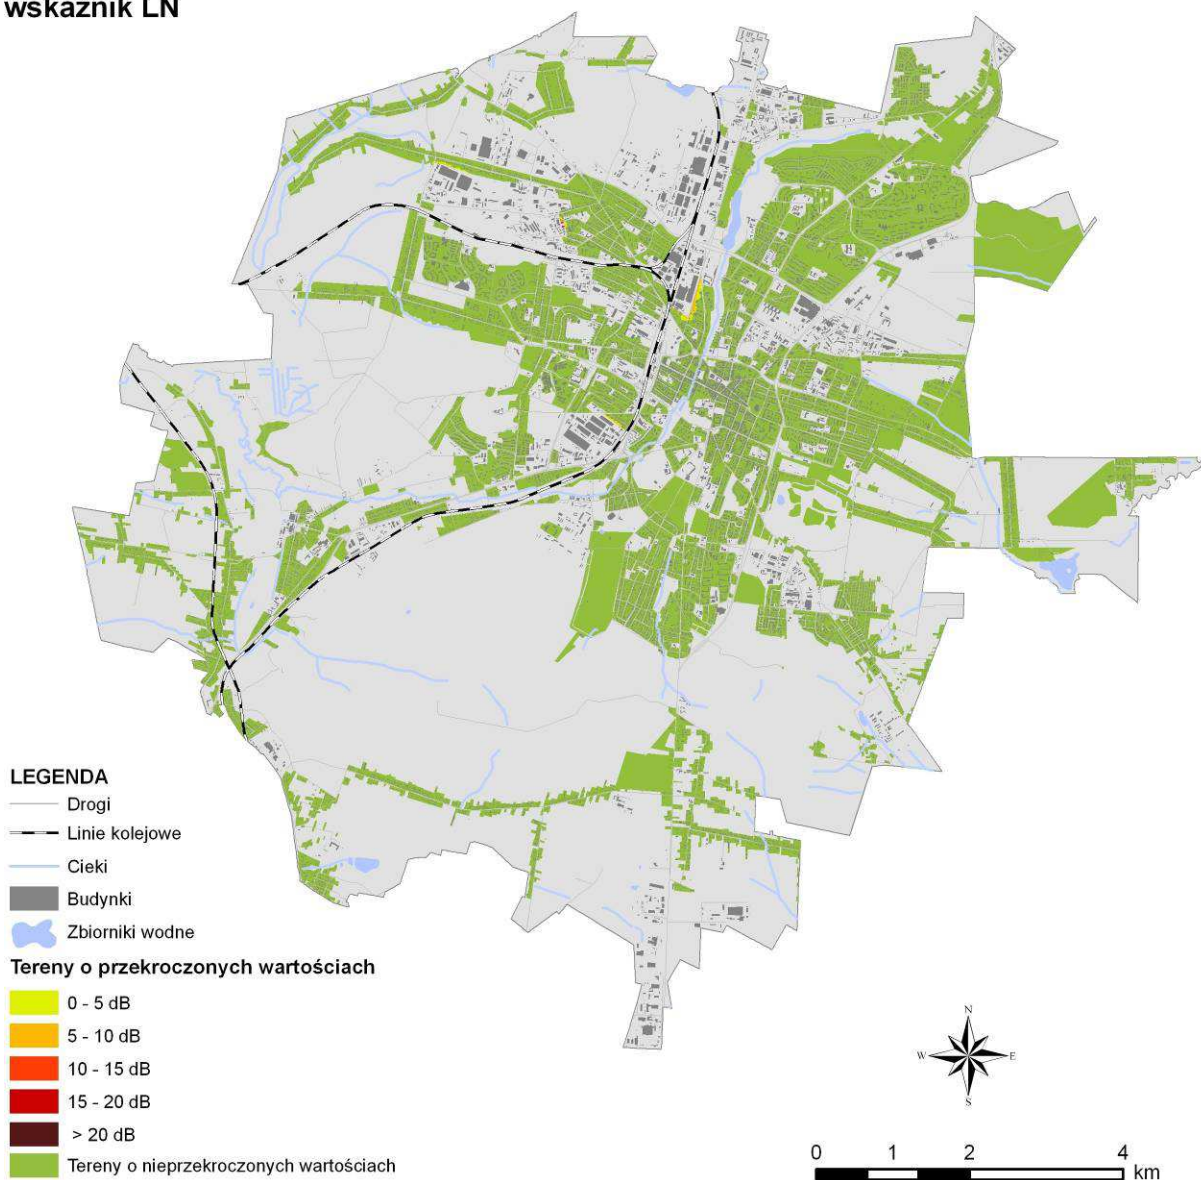 wskaźnik LN
LEGENDA
Drogi
Linie kolejowe
Cieki
Budynki
Zbiorniki wodne
Tereny o przekroczonych wartościach
0 - 5 dB
5 - 10 dB
10 - 15 dB
15 - 20 dB
> 20 dB
Tereny o nieprzekroczonych wartościach
N
W E
S
0 1 2 4
km